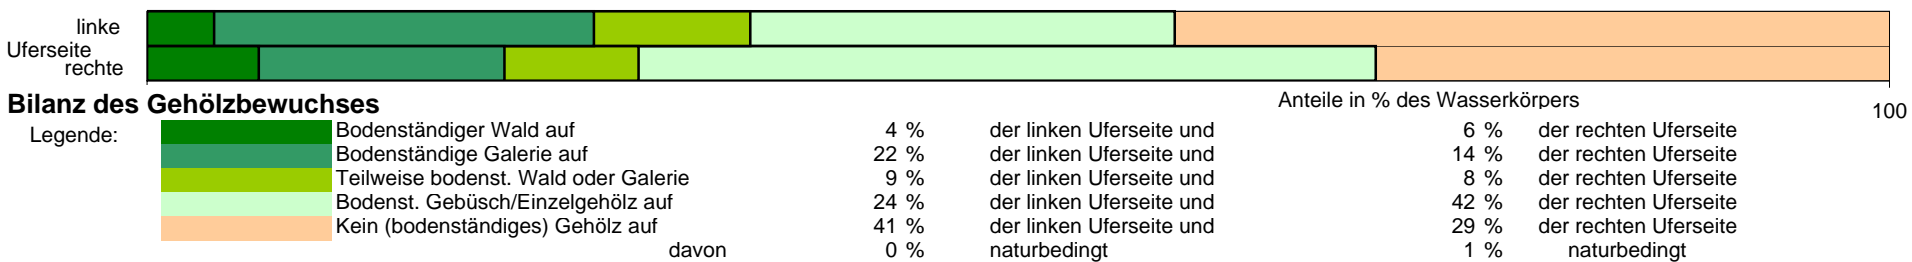 linke
Uferseite
rechte
Bilanz des Gehölzbewuchses Anteile in % des Wasserkörpers 100
Legende: Bodenständiger Wald auf 4 % der linken Uferseite und 6 % der rechten Uferseite
Bodenständige Galerie auf 22 % der linken Uferseite und 14 % der rechten Uferseite
Teilweise bodenst. Wald oder Galerie 9 % der linken Uferseite und 8 % der rechten Uferseite
Bodenst. Gebüsch/Einzelgehölz auf 24 % der linken Uferseite und 42 % der rechten Uferseite
Kein (bodenständiges) Gehölz auf 41 % der linken Uferseite und 29 % der rechten Uferseite
davon 0 % naturbedingt 1 % naturbedingt